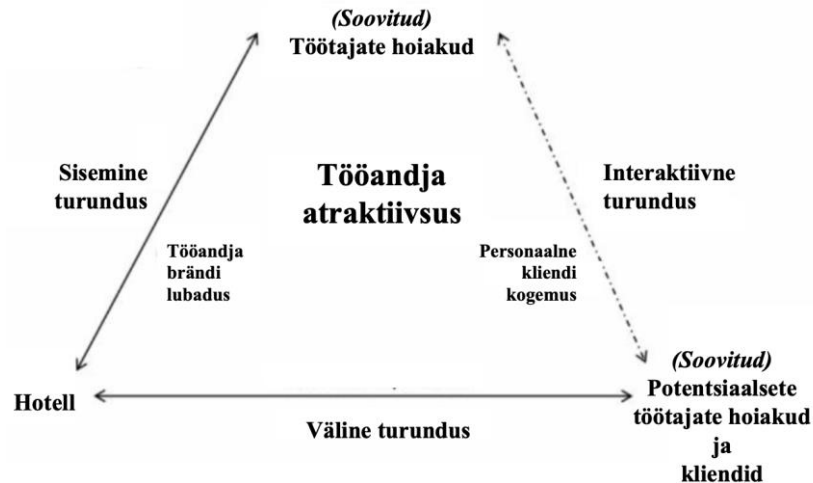 (Soovitud)
Töötajate hoiakud
Sisemine
turundus
Tööandja
atraktiivsus
Interaktiivne
turundus
Tööandja
brändi
lubadus
Personaalne
kliendi
kogemus
Hotell
(Soovitud)
Potentsiaalsete
töötajate hoiakud
ja
kliendid
Väline turundus